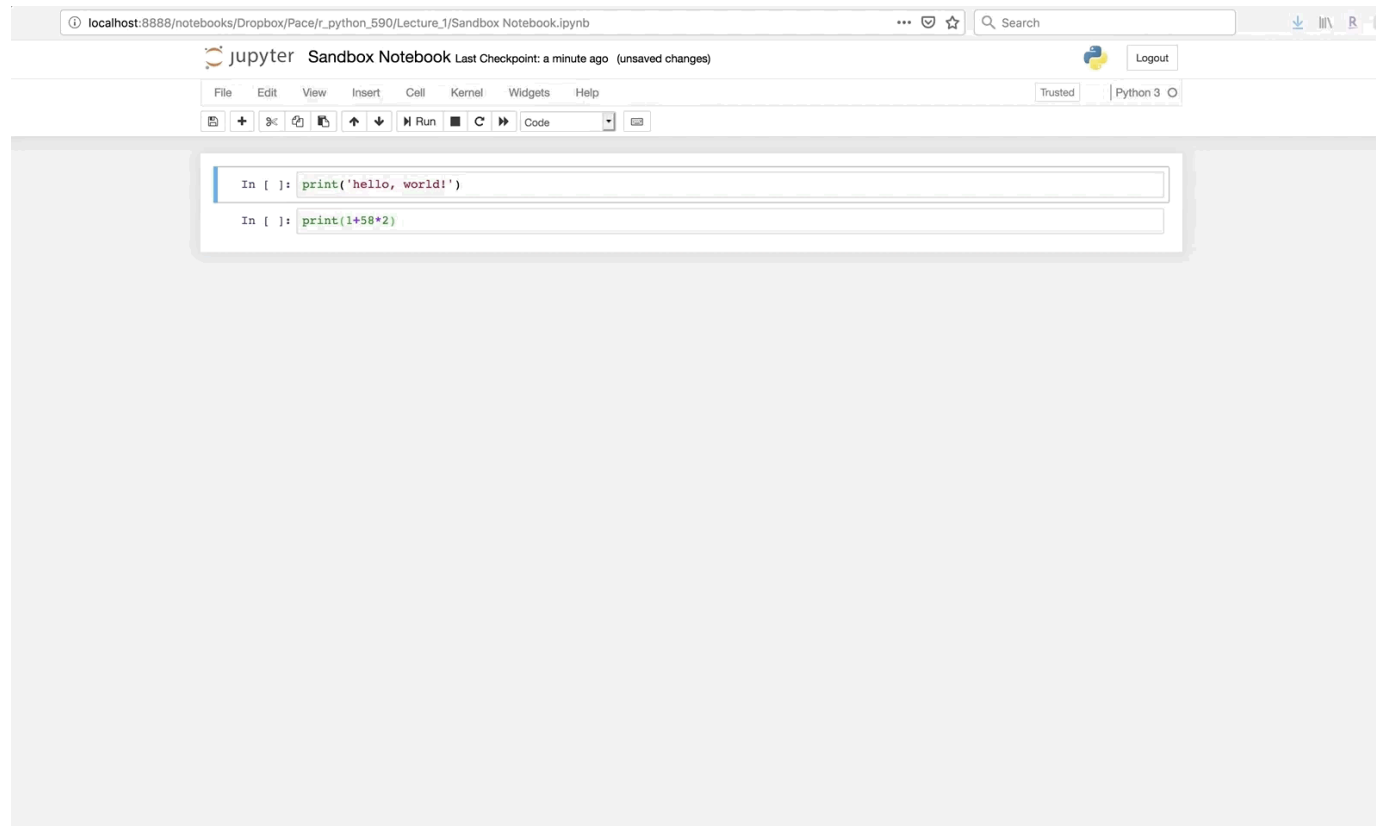 localhost:8888/notebooks/Dropbox/Pace/r_python_590/Lecture_1/Sandbox Notebook.ipynb Search
jupyter Sandbox Notebook Last Checkpoint: a minute ago (unsaved changes) Logout
File Edit View Insert Cell Kernel Widgets Help Trusted Python 3
Run Code
In [ ]: print('hello, world!')
In [ ]: print(1+58*2)